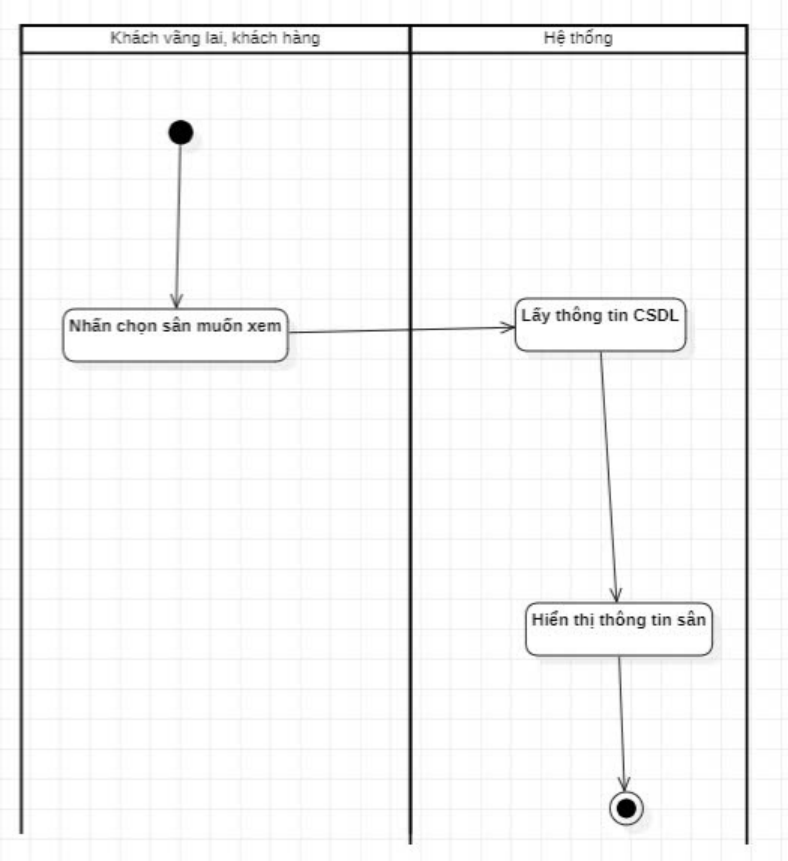 Khách vãng lai, khách hàng
Hệ thống
Nhấn chọn sân muốn xem
Lấy thông tin CSDL
Hiển thị thông tin sân